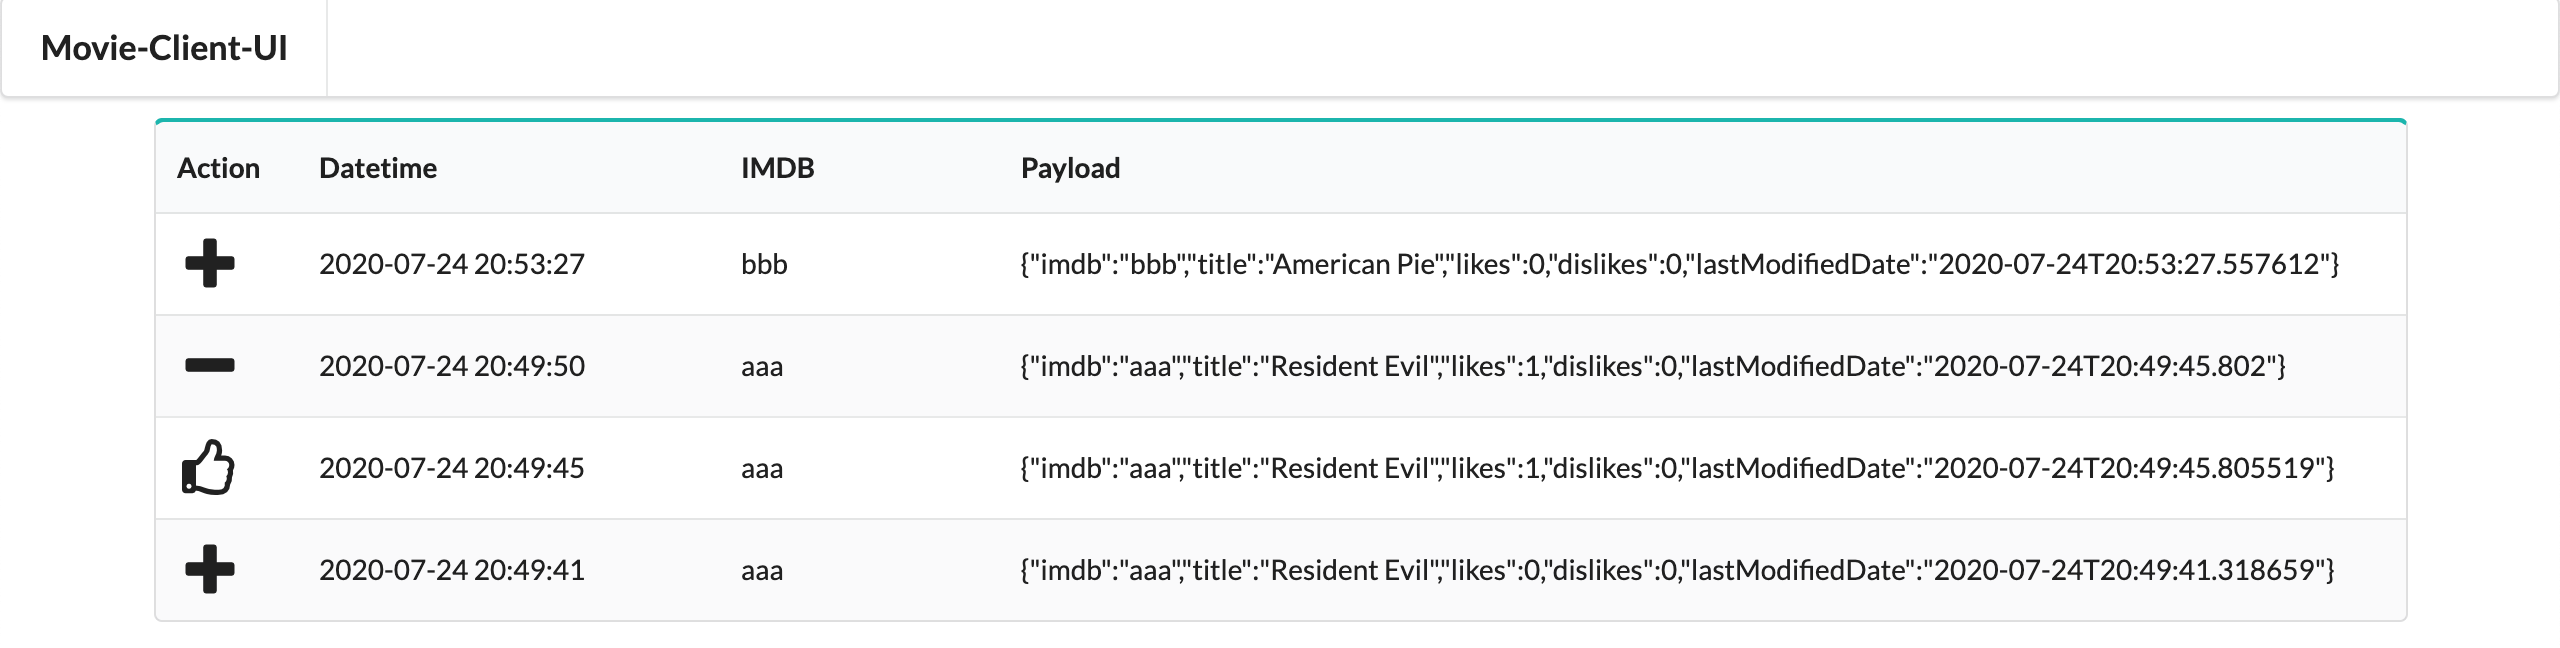 Movie-Client-UI
Action Datetime IMDB Payload
2020-07-24 20:53:27 bbb {"imdb":"bbb","title":"American Pie","likes":0,"dislikes":0,"lastModifiedDate":"2020-07-24T20:53:27.557612"}
2020-07-24 20:49:50 aaa {"imdb":"aaa","title":"Resident Evil","likes":1,"dislikes":0,"lastModifiedDate":"2020-07-24T20:49:45.802"}
2020-07-24 20:49:45 aaa {"imdb":"aaa","title":"Resident Evil","likes":1,"dislikes":0,"lastModifiedDate":"2020-07-24T20:49:45.805519"}
2020-07-24 20:49:41 aaa {"imdb":"aaa","title":"Resident Evil","likes":0,"dislikes":0,"lastModifiedDate":"2020-07-24T20:49:41.318659"}